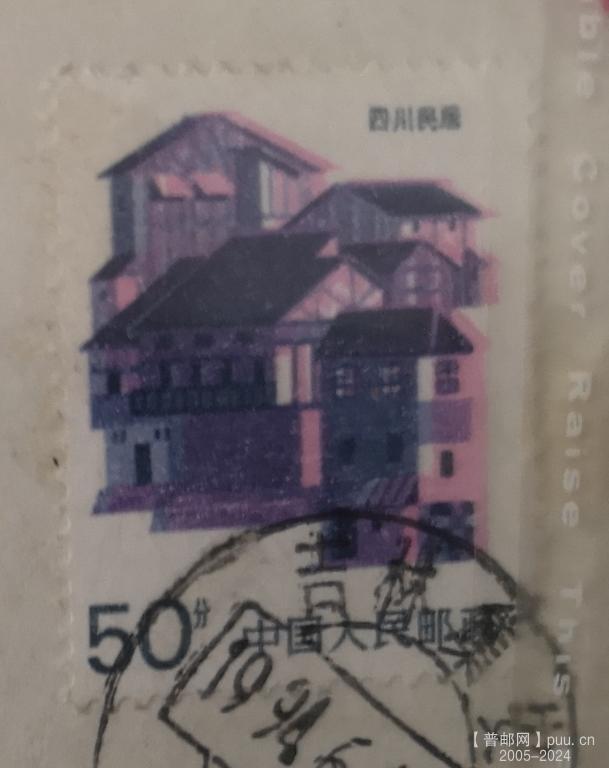 四川民居
50分
中国人民邮政
ble Cover Raise This
【普邮网】puu.cn
2005-2024